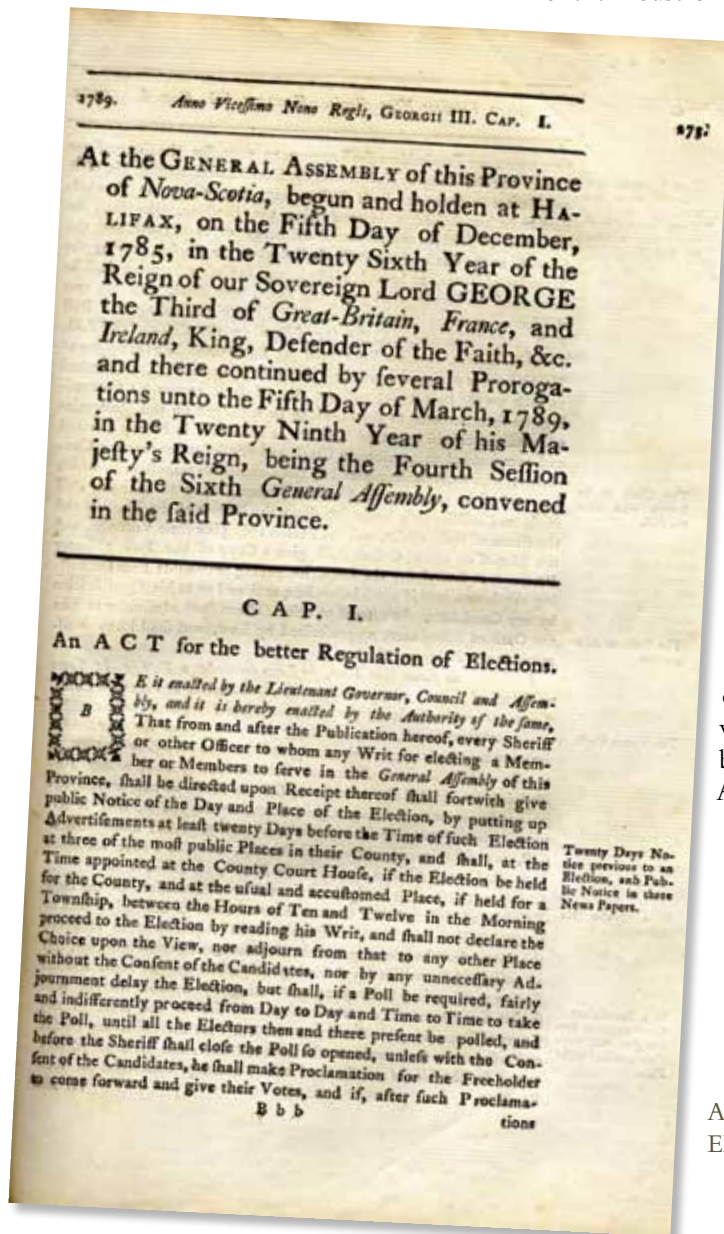 1789. Anno Vicesſimo Nono Regis, GEORGII III. CAP. I.
At the GENERAL ASSEMBLY of this Province
of Nova-Scotia, begun and holden at HA-
LIFAX, on the Fifth Day of December,
1785, in the Twenty Sixth Year of the
Reign of our Sovereign Lord GEORGE
the Third of Great-Britain, France, and
Ireland, King, Defender of the Faith, &c.
and there continued by ſeveral Proroga-
tions unto the Fifth Day of March, 1789,
in the Twenty Ninth Year of his Ma-
jeſty's Reign, being the Fourth Seſſion
of the Sixth General Aſſembly, convened
in the ſaid Province.
C A P. I.
An A C T for the better Regulation of Elections.
B E it enacted by the Lieutenant Governor, Council and Aſſem-
bly, and it is hereby enacted by the Authority of the ſame,
That from and after the Publication hereof, every Sheriff
or other Officer to whom any Writ for electing a Mem-
ber or Members to ſerve in the General Aſſembly of this
Province, ſhall be directed upon Receipt thereof ſhall fortwith give
public Notice of the Day and Place of the Election, by putting up
Advertiſements at leaſt twenty Days before the Time of ſuch Election
at three of the moſt public Places in their County, and ſhall, at the
Time appointed at the County Court Houſe, if the Election be held
for the County, and at the uſual and accuſtomed Place, if held for a
Townſhip, between the Hours of Ten and Twelve in the Morning
proceed to the Election by reading his Writ, and ſhall not declare the
Choice upon the View, nor adjourn from that to any other Place
without the Conſent of the Candidates, nor by any unneceſſary Ad-
journment delay the Election, but ſhall, if a Poll be required, fairly
and indifferently proceed from Day to Day and Time to Time to take
the Poll, until all the Electors then and there preſent be polled, and
before the Sheriff ſhall cloſe the Poll ſo opened, unleſs with the Con-
ſent of the Candidates, he ſhall make Proclamation for the Freeholder
to come forward and give their Votes, and if, after ſuch Proclama-
B b b
tions
Twenty Days No-
tice previous to an
Election, anb Pub-
lic Notice in three
News Papers.